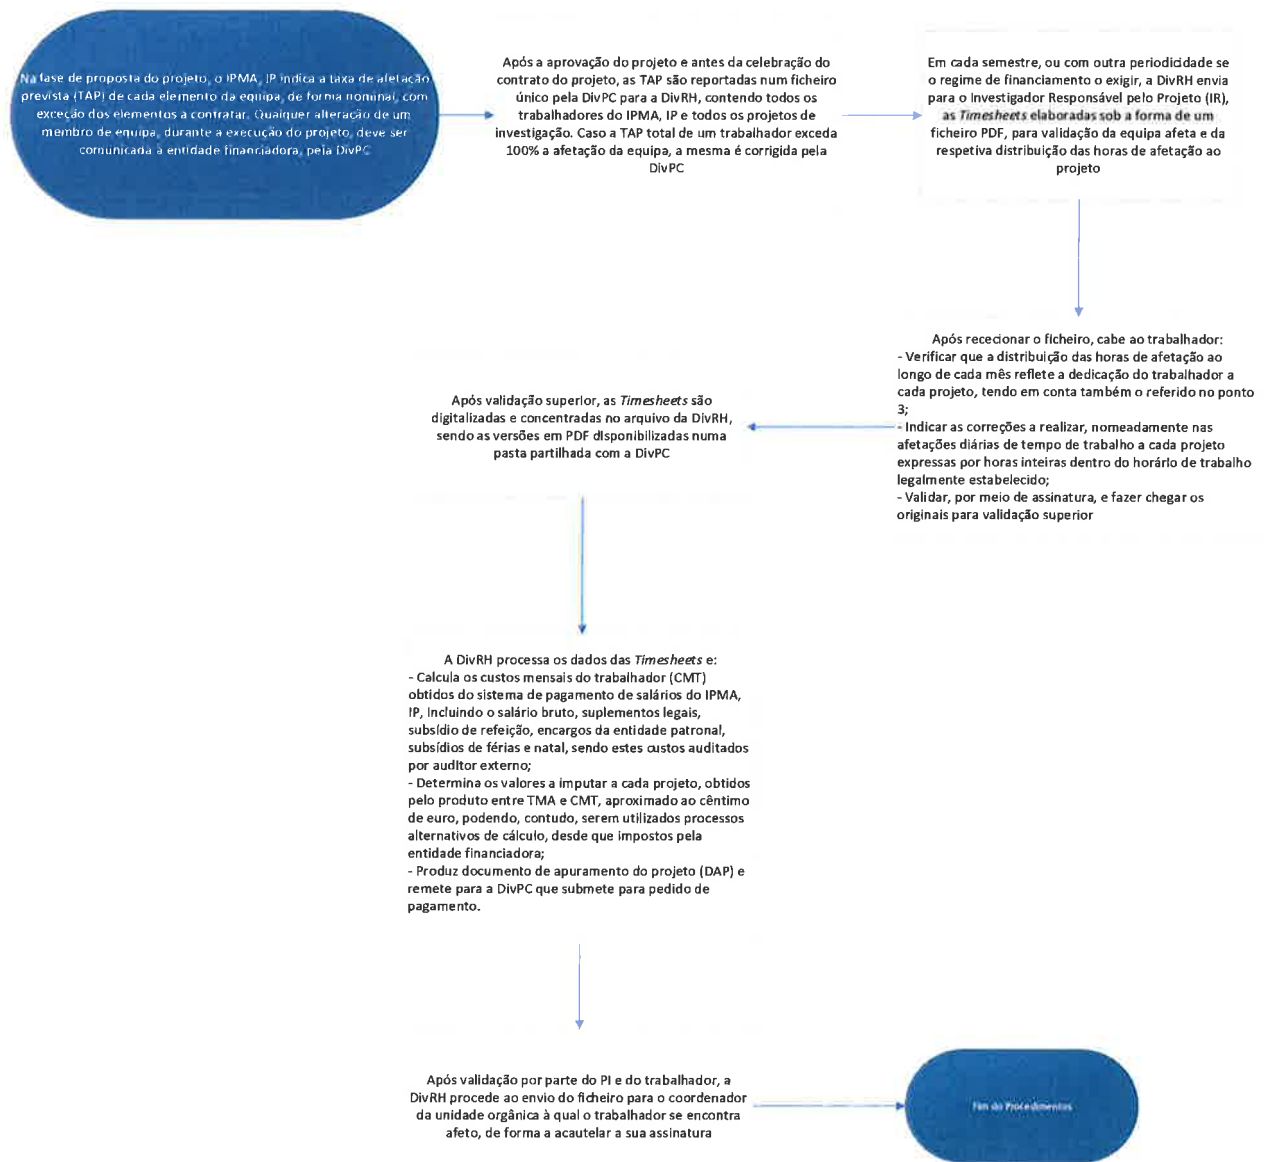 Na fase de proposta do projeto, o IPMA, IP indica a taxa de afetação
prevista (TAP) de cada elemento da equipa, de forma nominal, com
exceção dos elementos a contratar. Qualquer alteração de um
membro de equipa, durante a execução do projeto, deve ser
comunicada à entidade financiadora, pela DivPC
Após a aprovação do projeto e antes da celebração do
contrato do projeto, as TAP são reportadas num ficheiro
único pela DivPC para a DivRH, contendo todos os
trabalhadores do IPMA, IP e todos os projetos de
investigação. Caso a TAP total de um trabalhador exceda
100% a afetação da equipa, a mesma é corrigida pela
DivPC
Em cada semestre, ou com outra periodicidade se
o regime de financiamento o exigir, a DivRH envia
para o Investigador Responsável pelo Projeto (IR),
as Timesheets elaboradas sob a forma de um
ficheiro PDF, para validação da equipa afeta e da
respetiva distribuição das horas de afetação ao
projeto
Após rececionar o ficheiro, cabe ao trabalhador:
- Verificar que a distribuição das horas de afetação ao
longo de cada mês reflete a dedicação do trabalhador a
cada projeto, tendo em conta também o referido no ponto
3;
- Indicar as correções a realizar, nomeadamente nas
afetações diárias de tempo de trabalho a cada projeto
expressas por horas inteiras dentro do horário de trabalho
legalmente estabelecido;
- Validar, por meio de assinatura, e fazer chegar os
originais para validação superior
Após validação superior, as Timesheets são
digitalizadas e concentradas no arquivo da DivRH,
sendo as versões em PDF disponibilizadas numa
pasta partilhada com a DivPC
A DivRH processa os dados das Timesheets e:
- Calcula os custos mensais do trabalhador (CMT)
obtidos do sistema de pagamento de salários do IPMA,
IP, Incluindo o salário bruto, suplementos legais,
subsídio de refeição, encargos da entidade patronal,
subsídios de férias e natal, sendo estes custos auditados
por auditor externo;
- Determina os valores a imputar a cada projeto, obtidos
pelo produto entre TMA e CMT, aproximado ao cêntimo
de euro, podendo, contudo, serem utilizados processos
alternativos de cálculo, desde que impostos pela
entidade financiadora;
- Produz documento de apuramento do projeto (DAP) e
remete para a DivPC que submete para pedido de
pagamento.
Após validação por parte do PI e do trabalhador, a
DivRH procede ao envio do ficheiro para o coordenador
da unidade orgânica à qual o trabalhador se encontra
afeto, de forma a acautelar a sua assinatura
Fim do Procedimentos